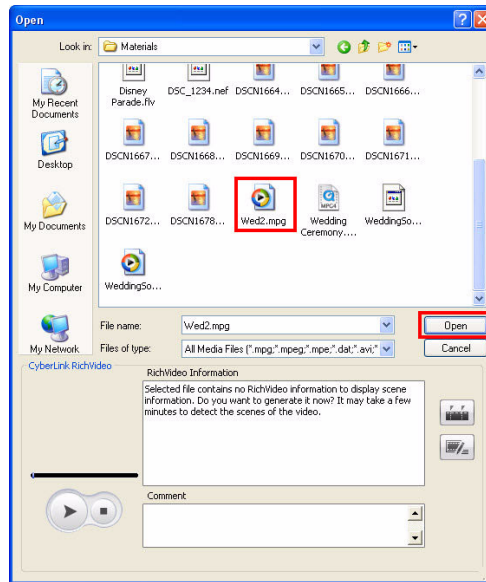 Open
Look in:
Materials
My Recent
Documents
Desktop
My Documents
My Computer
My Network
Disney
Parade.flv
DSC_1234.nef
DSCN1664...
DSCN1665...
DSCN1666...
DSCN1667...
DSCN1668...
DSCN1669...
DSCN1670...
DSCN1671...
DSCN1672...
DSCN1678...
Wed2.mpg
Wedding
Ceremony....
WeddingSo...
WeddingSo...
File name:
Wed2.mpg
Open
Files of type:
All Media Files (*.mpg;*.mpeg;*.mpe;*.dat;*.avi;*
Cancel
CyberLink RichVideo
RichVideo Information
Selected file contains no RichVideo information to display scene
information. Do you want to generate it now? It may take a few
minutes to detect the scenes of the video.
Comment